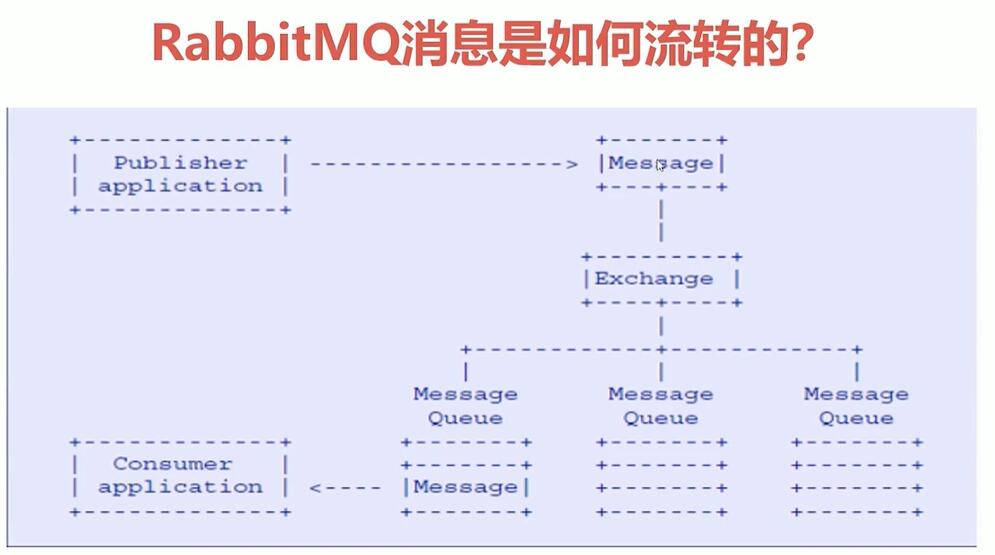 RabbitMQ消息是如何流转的?
+-------------+                    +-------+
|  Publisher  | -----------------> |Message|
| application |                    +---+---+
+-------------+                        |
                                       |
                                  +---------+
                                  |Exchange |
                                  +----+----+
                                       |
                          +------------+------------+
                          |            |            |
                       Message      Message      Message
                        Queue        Queue        Queue
+-------------+       +-------+    +-------+    +-------+
|  Consumer   |       +-------+    +-------+    +-------+
| application | <---- |Message|    +-------+    +-------+
+-------------+       +-------+    +-------+    +-------+